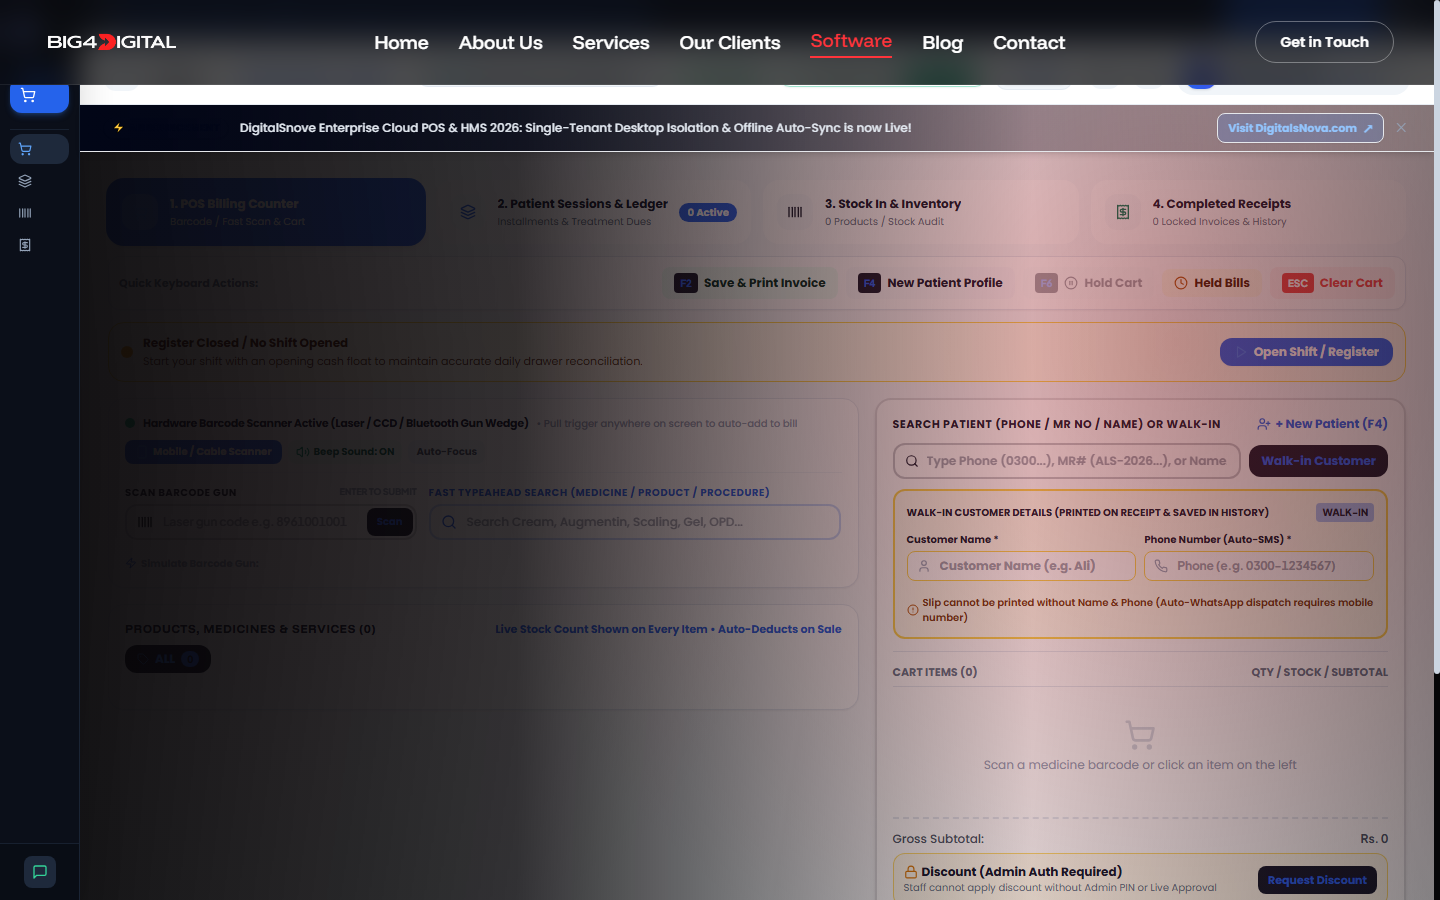 BIG4DIGITAL
Home About Us Services Our Clients Software Blog Contact
Get in Touch
DigitalSnove Enterprise Cloud POS & HMS 2026: Single-Tenant Desktop Isolation & Offline Auto-Sync is now Live!
Visit DigitalsNova.com ↗
1. POS Billing Counter
Barcode / Fast Scan & Cart
2. Patient Sessions & Ledger
Installments & Treatment Dues
0 Active
3. Stock In & Inventory
0 Products / Stock Audit
4. Completed Receipts
0 Locked Invoices & History
Quick Keyboard Actions:
F2 Save & Print Invoice
F4 New Patient Profile
F6 Hold Cart
Held Bills
ESC Clear Cart
Register Closed / No Shift Opened
Start your shift with an opening cash float to maintain accurate daily drawer reconciliation.
Open Shift / Register
Hardware Barcode Scanner Active (Laser / CCD / Bluetooth Gun Wedge) • Pull trigger anywhere on screen to auto-add to bill
Mobile / Cable Scanner
Beep Sound: ON
Auto-Focus
SCAN BARCODE GUN
ENTER TO SUBMIT
Laser gun code e.g. 8961001001
Scan
FAST TYPEAHEAD SEARCH (MEDICINE / PRODUCT / PROCEDURE)
Search Cream, Augmentin, Scaling, Gel, OPD...
Simulate Barcode Gun:
PRODUCTS, MEDICINES & SERVICES (0)
Live Stock Count Shown on Every Item • Auto-Deducts on Sale
ALL 0
SEARCH PATIENT (PHONE / MR NO / NAME) OR WALK-IN
+ New Patient (F4)
Type Phone (0300...), MR# (ALS-2026...), or Name
Walk-in Customer
WALK-IN CUSTOMER DETAILS (PRINTED ON RECEIPT & SAVED IN HISTORY)
WALK-IN
Customer Name *
Customer Name (e.g. Ali)
Phone Number (Auto-SMS) *
Phone (e.g. 0300-1234567)
Slip cannot be printed without Name & Phone (Auto-WhatsApp dispatch requires mobile
number)
CART ITEMS (0)
QTY / STOCK / SUBTOTAL
Scan a medicine barcode or click an item on the left
Gross Subtotal:
Rs. 0
Discount (Admin Auth Required)
Staff cannot apply discount without Admin PIN or Live Approval
Request Discount